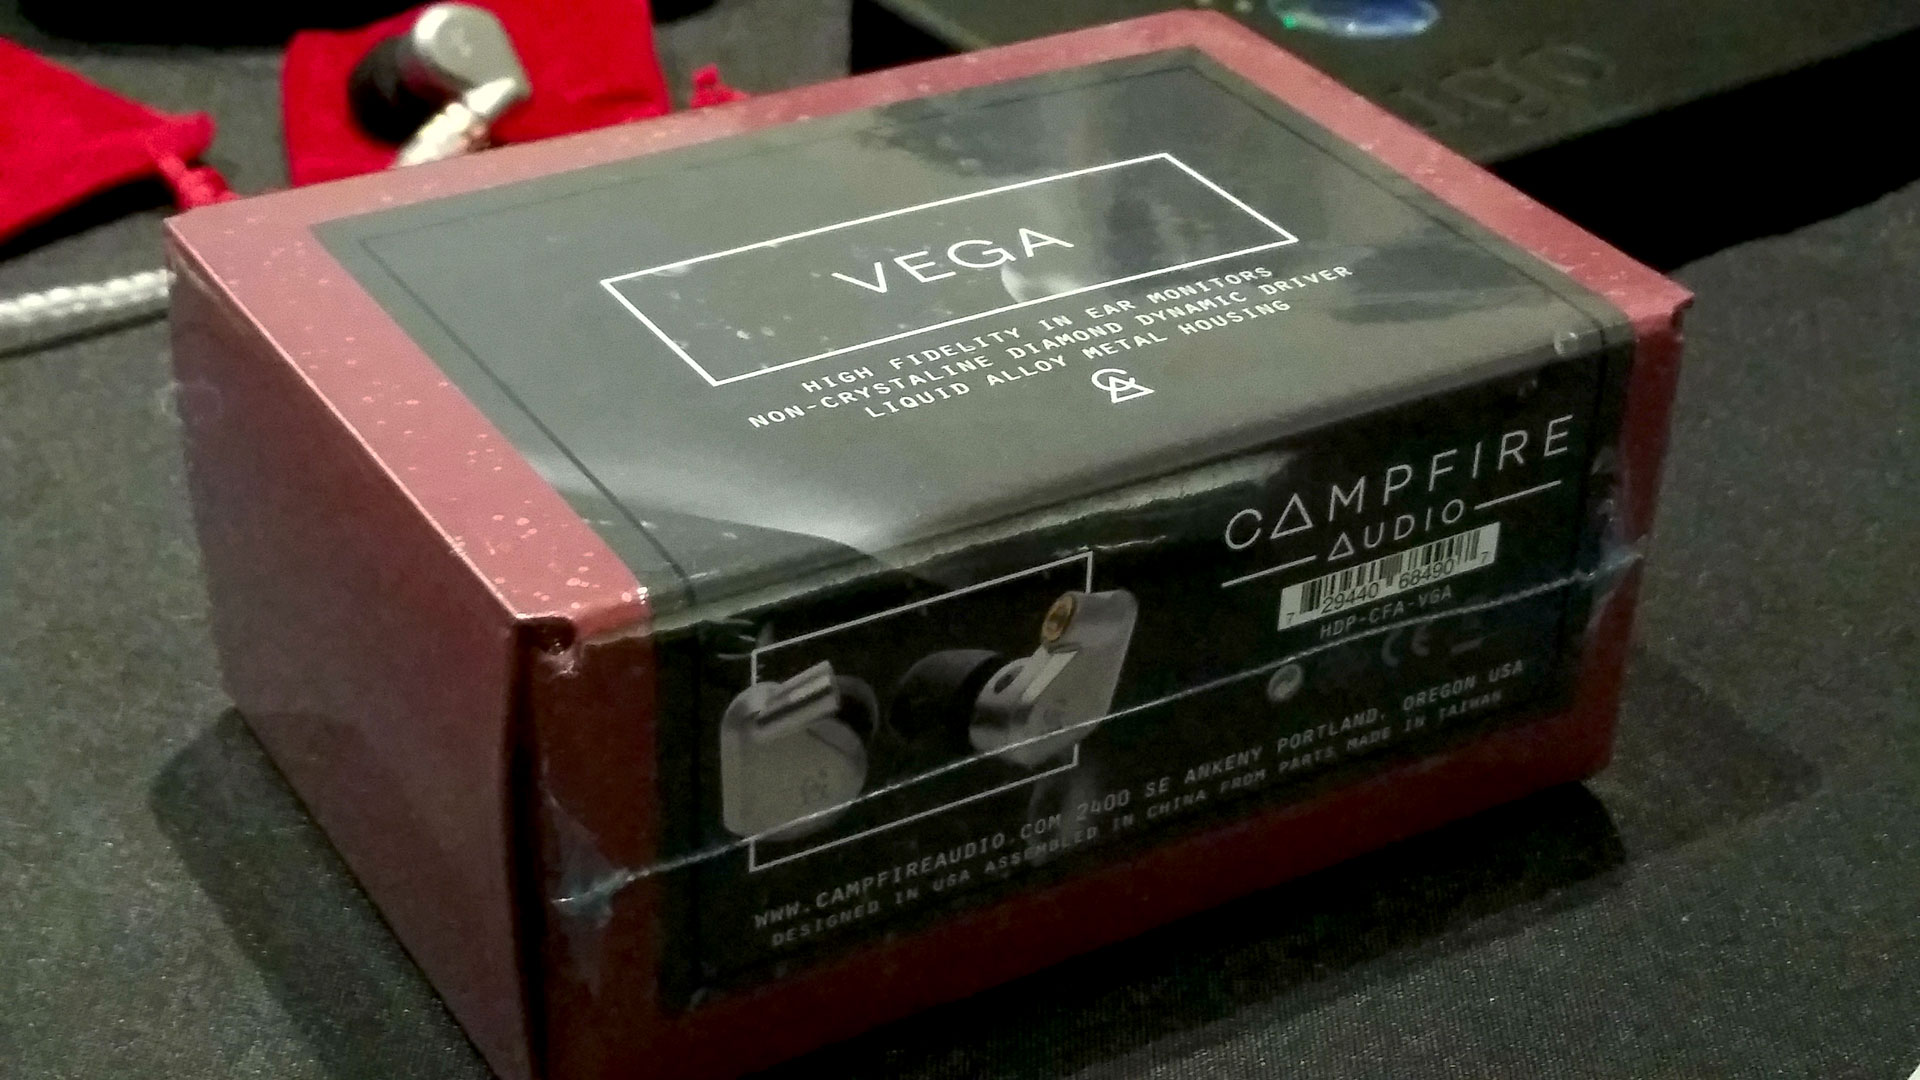 VEGA
HIGH FIDELITY IN EAR MONITORS
NON-CRYSTALINE DIAMOND DYNAMIC DRIVER
LIQUID ALLOY METAL HOUSING
CA
CAMPFIRE
AUDIO
7 29440 68490 7
HDP-CFA-VGA
CE
WWW.CAMPFIREAUDIO.COM 2400 SE ANKENY PORTLAND, OREGON USA
DESIGNED IN USA ASSEMBLED IN CHINA FROM PARTS MADE IN TAIWAN